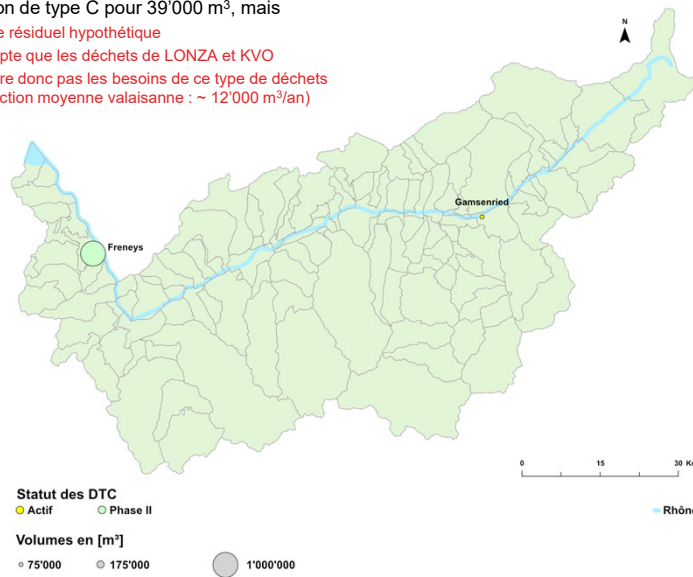 on de type C pour 39'000 m³, mais
e résiduel hypothétique
pte que les déchets de LONZA et KVO
re donc pas les besoins de ce type de déchets
ction moyenne valaisanne : ~ 12'000 m³/an)
N
Gamsenried
Freneys
0 15 30 K
Statut des DTC
Actif Phase II
Rhône
Volumes en [m³]
75'000 175'000 1'000'000